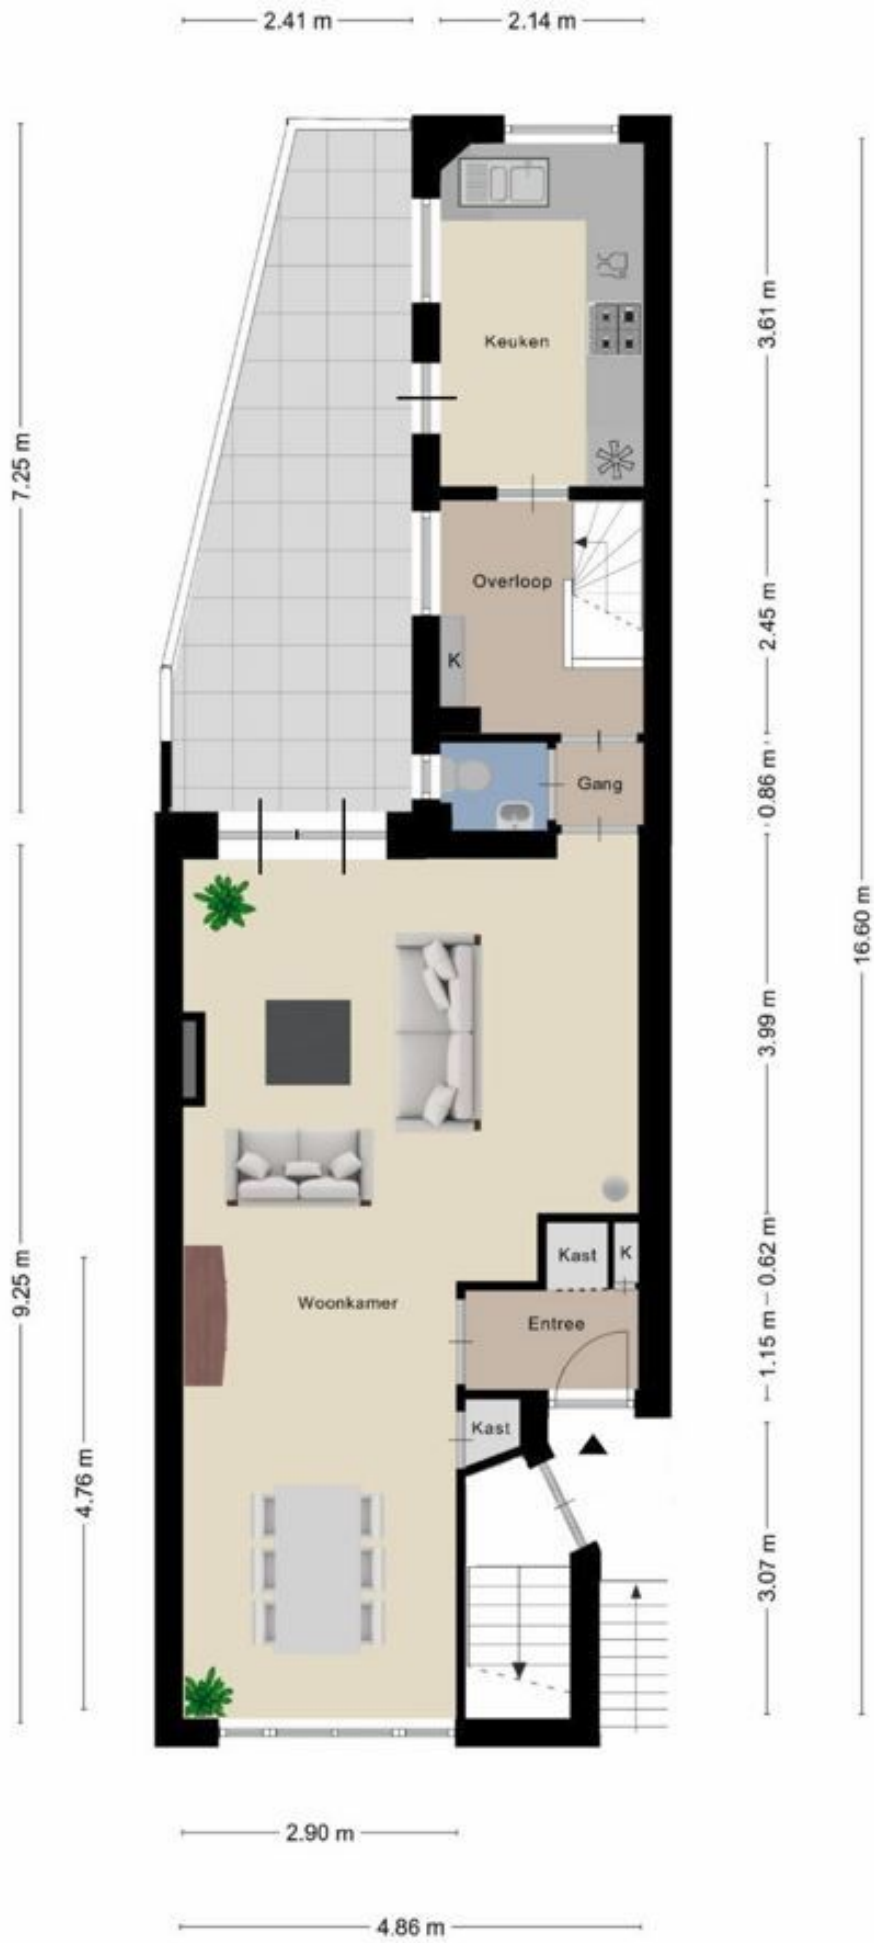 2.41 m
2.14 m
7.25 m
3.61 m
Keuken
Overloop
2.45 m
K
Gang
0.86 m
16.60 m
3.99 m
9.25 m
0.62 m
Kast
K
Woonkamer
Entree
1.15 m
Kast
4.76 m
3.07 m
2.90 m
4.86 m